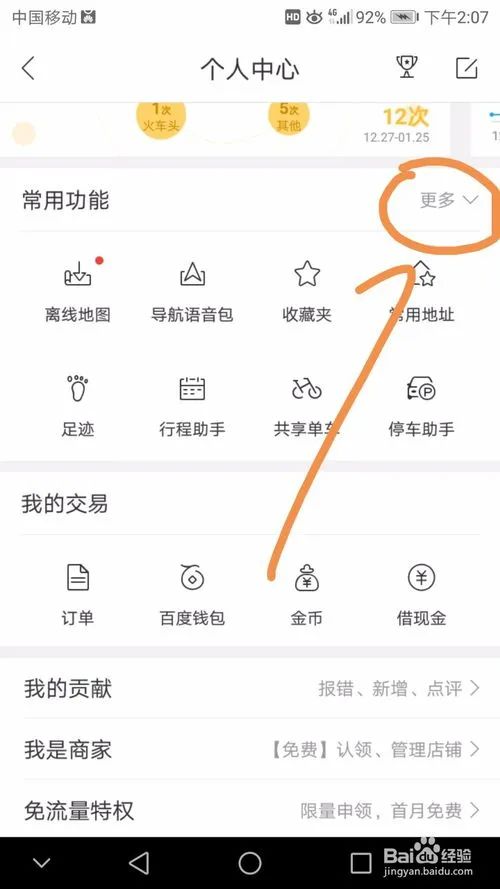 中国移动 HD 4G 92% 下午2:07
个人中心
1次 5次 12次
火车头 其他 12.27-01.25
常用功能 更多
离线地图 导航语音包 收藏夹 常用地址
足迹 行程助手 共享单车 停车助手
我的交易
订单 百度钱包 金币 借现金
我的贡献 报错、新增、点评
我是商家 【免费】认领、管理店铺
免流量特权 限量申领，首月免费
Baidu经验
jingyan.baidu.com